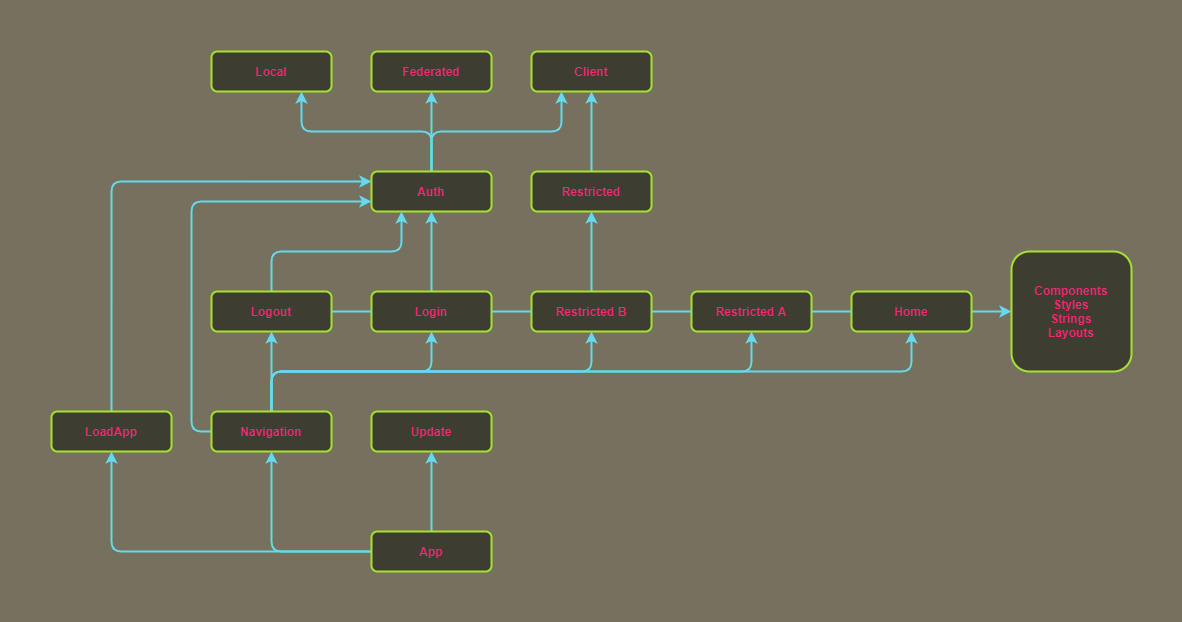 Local
Federated
Client
Auth
Restricted
Logout
Login
Restricted B
Restricted A
Home
Components
Styles
Strings
Layouts
LoadApp
Navigation
Update
App